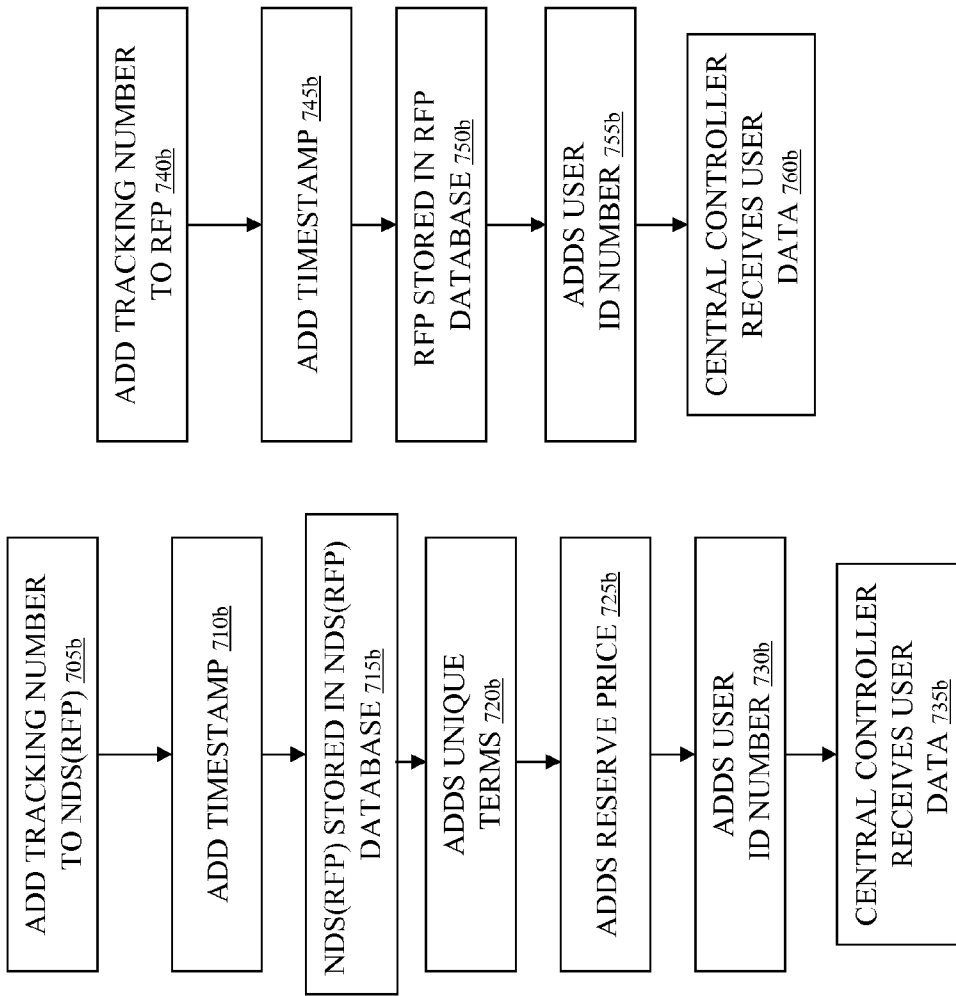 ADD TRACKING NUMBER
TO NDS(RFP) 705b
ADD TIMESTAMP 710b
NDS(RFP) STORED IN NDS(RFP)
DATABASE 715b
ADDS UNIQUE
TERMS 720b
ADDS RESERVE PRICE 725b
ADDS USER
ID NUMBER 730b
CENTRAL CONTROLLER
RECEIVES USER
DATA 735b
ADD TRACKING NUMBER
TO RFP 740b
ADD TIMESTAMP 745b
RFP STORED IN RFP
DATABASE 750b
ADDS USER
ID NUMBER 755b
CENTRAL CONTROLLER
RECEIVES USER
DATA 760b